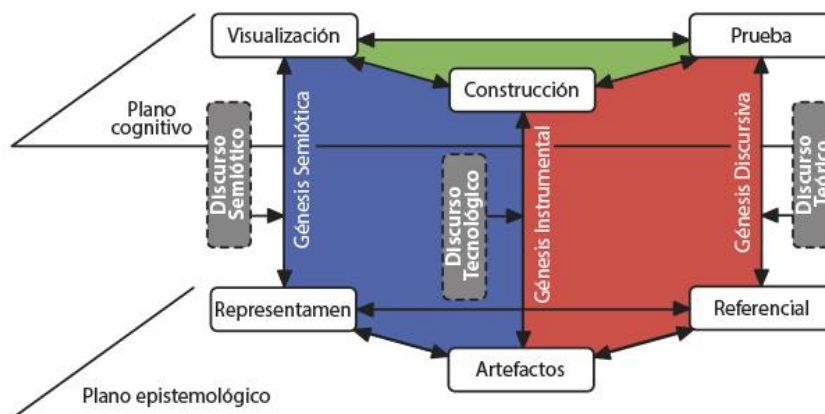 Visualización
Prueba
Construcción
Plano
cognitivo
Discurso
Semiótico
Génesis Semiótica
Discurso
Tecnológico
Génesis Instrumental
Génesis Discursiva
Discurso
Teórico
Representamen
Referencial
Artefactos
Plano epistemológico